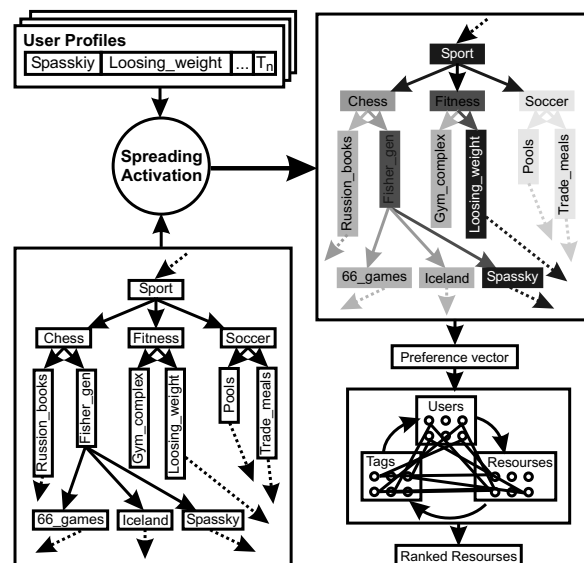 User Profiles
Spasskiy Loosing_weight ... Tn
Spreading
Activation
Sport
Chess Fitness Soccer
Russion_books Fisher_gen Gym_complex Loosing_weight Pools Trade_meals
66_games Iceland Spassky
Sport
Chess Fitness Soccer
Russion_books Fisher_gen Gym_complex Loosing_weight Pools Trade_meals
66_games Iceland Spassky
Preference vector
Users
Tags Resourses
Ranked Resourses